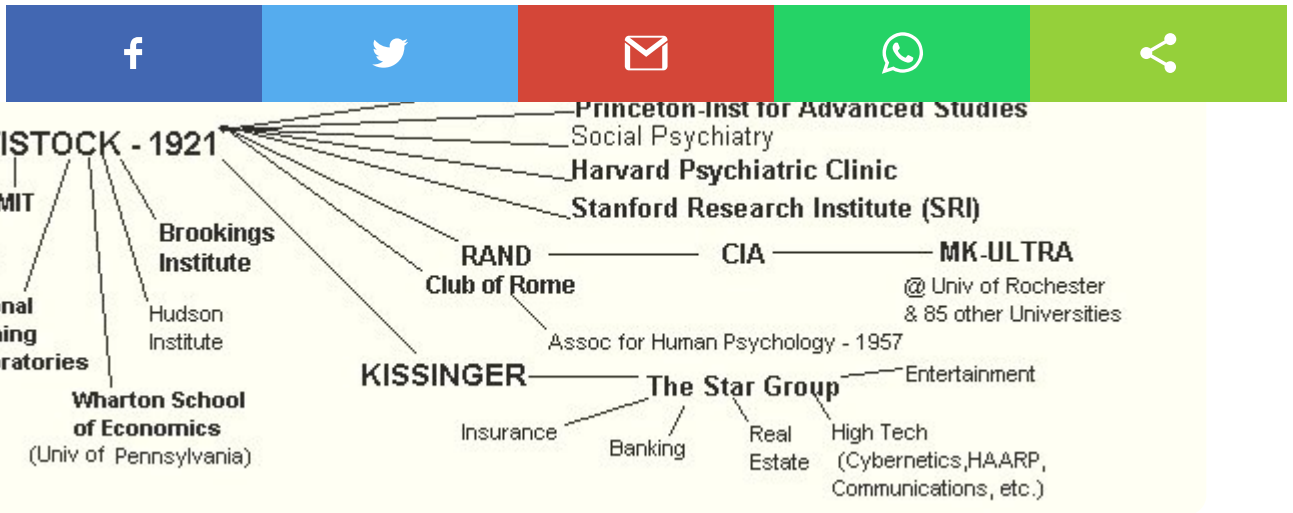 Princeton-Inst for Advanced Studies
ISTOCK - 1921
Social Psychiatry
Harvard Psychiatric Clinic
MIT
Stanford Research Institute (SRI)
Brookings
Institute
RAND
CIA
MK-ULTRA
Club of Rome
@ Univ of Rochester
& 85 other Universities
onal
ning
ratories
Hudson
Institute
Assoc for Human Psychology - 1957
KISSINGER
The Star Group
Entertainment
Wharton School
of Economics
(Univ of Pennsylvania)
Insurance
Banking
Real
Estate
High Tech
(Cybernetics,HAARP,
Communications, etc.)